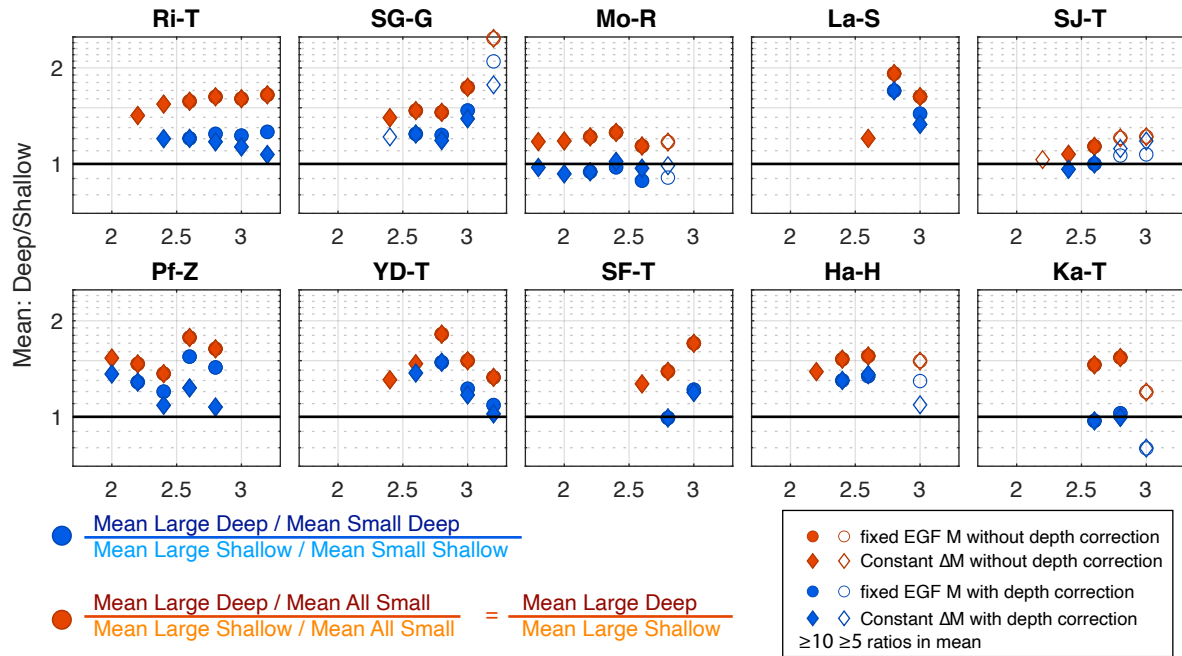 Ri-T SG-G Mo-R La-S SJ-T
Mean: Deep/Shallow
2
1
2 2.5 3 2 2.5 3 2 2.5 3 2 2.5 3 2 2.5 3
Pf-Z YD-T SF-T Ha-H Ka-T
2
1
2 2.5 3 2 2.5 3 2 2.5 3 2 2.5 3 2 2.5 3
Mean Large Deep / Mean Small Deep
Mean Large Shallow / Mean Small Shallow
Mean Large Deep / Mean All Small = Mean Large Deep
Mean Large Shallow / Mean All Small Mean Large Shallow
fixed EGF M without depth correction
Constant ΔM without depth correction
fixed EGF M with depth correction
Constant ΔM with depth correction
≥10 ≥5 ratios in mean